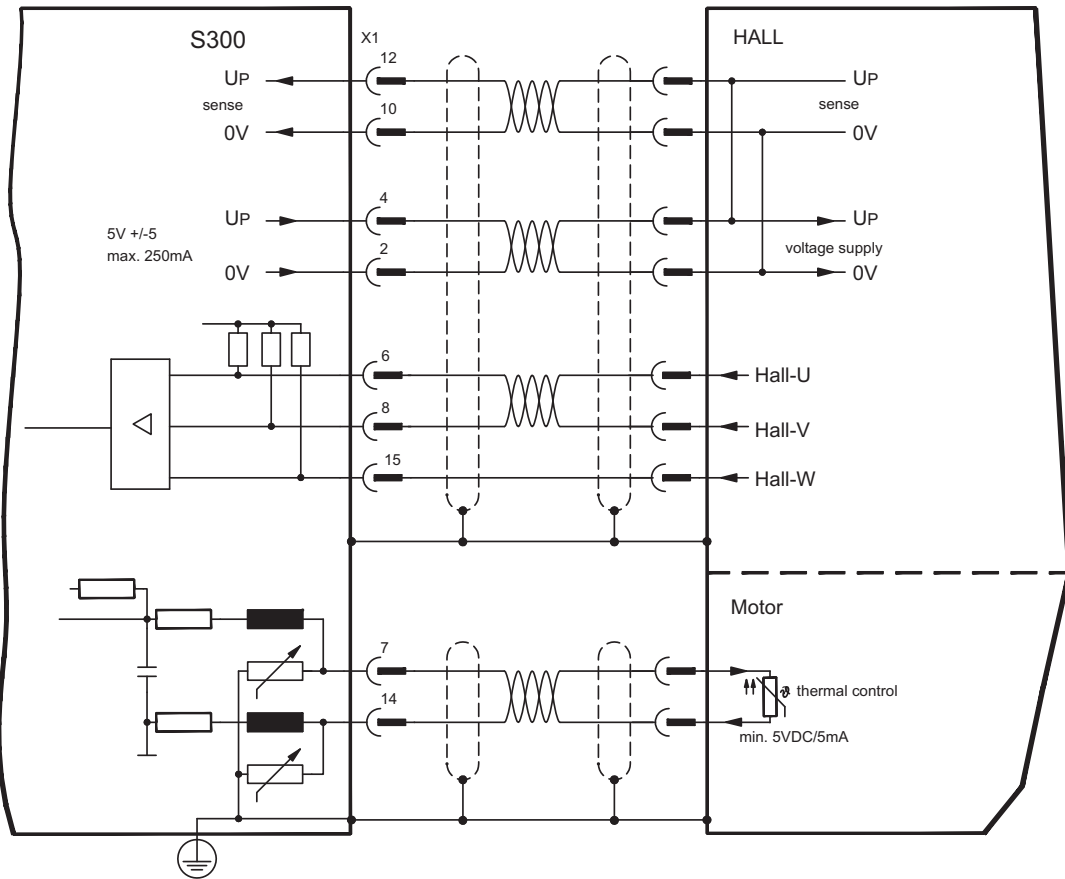 S300
X1
HALL
12
UP
UP
sense
sense
10
0V
0V
4
UP
UP
5V +/-5
max. 250mA
voltage supply
2
0V
0V
6
Hall-U
8
Hall-V
15
Hall-W
Motor
7
ϑ thermal control
14
min. 5VDC/5mA